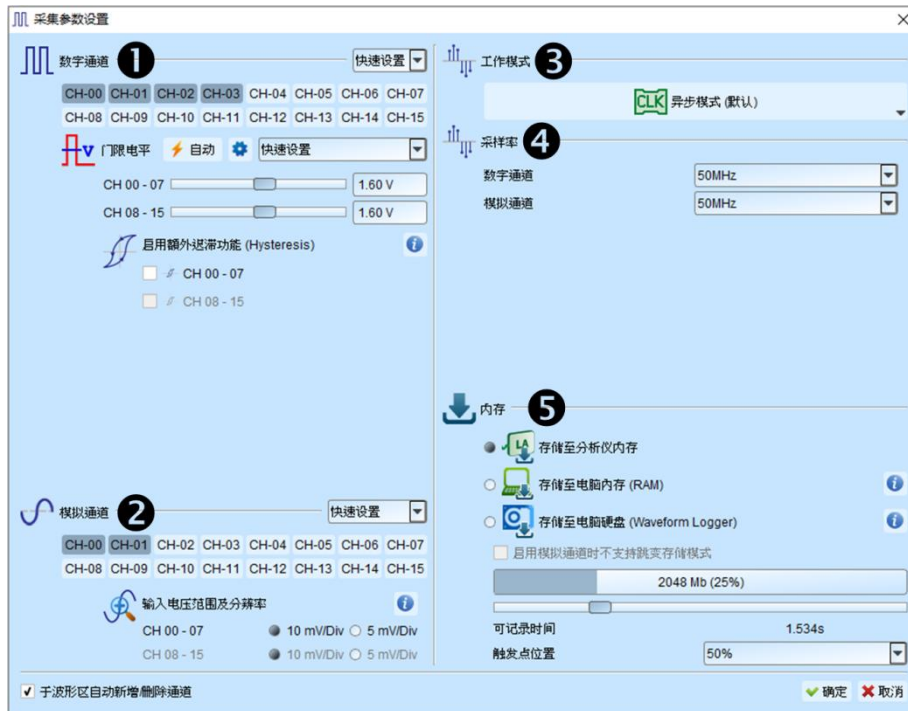 采集参数设置
❶ 数字通道
快速设置
CH-00 CH-01 CH-02 CH-03 CH-04 CH-05 CH-06 CH-07
CH-08 CH-09 CH-10 CH-11 CH-12 CH-13 CH-14 CH-15
V 门限电平 自动 快速设置
CH 00 - 07 1.60 V
CH 08 - 15 1.60 V
启用额外迟滞功能 (Hysteresis)
CH 00 - 07
CH 08 - 15
模拟通道 ❷ 快速设置
CH-00 CH-01 CH-02 CH-03 CH-04 CH-05 CH-06 CH-07
CH-08 CH-09 CH-10 CH-11 CH-12 CH-13 CH-14 CH-15
输入电压范围及分辨率
CH 00 - 07 10 mV/Div 5 mV/Div
CH 08 - 15 10 mV/Div 5 mV/Div
于波形区自动新增/删除通道
工作模式 ❸
CLK 异步模式 (默认)
采样率 ❹
数字通道 50MHz
模拟通道 50MHz
内存 ❺
LA 存储至分析仪内存
存储至电脑内存 (RAM)
存储至电脑硬盘 (Waveform Logger)
启用模拟通道时不支持跳变存储模式
2048 Mb (25%)
可记录时间 1.534s
触发点位置 50%
确定 取消